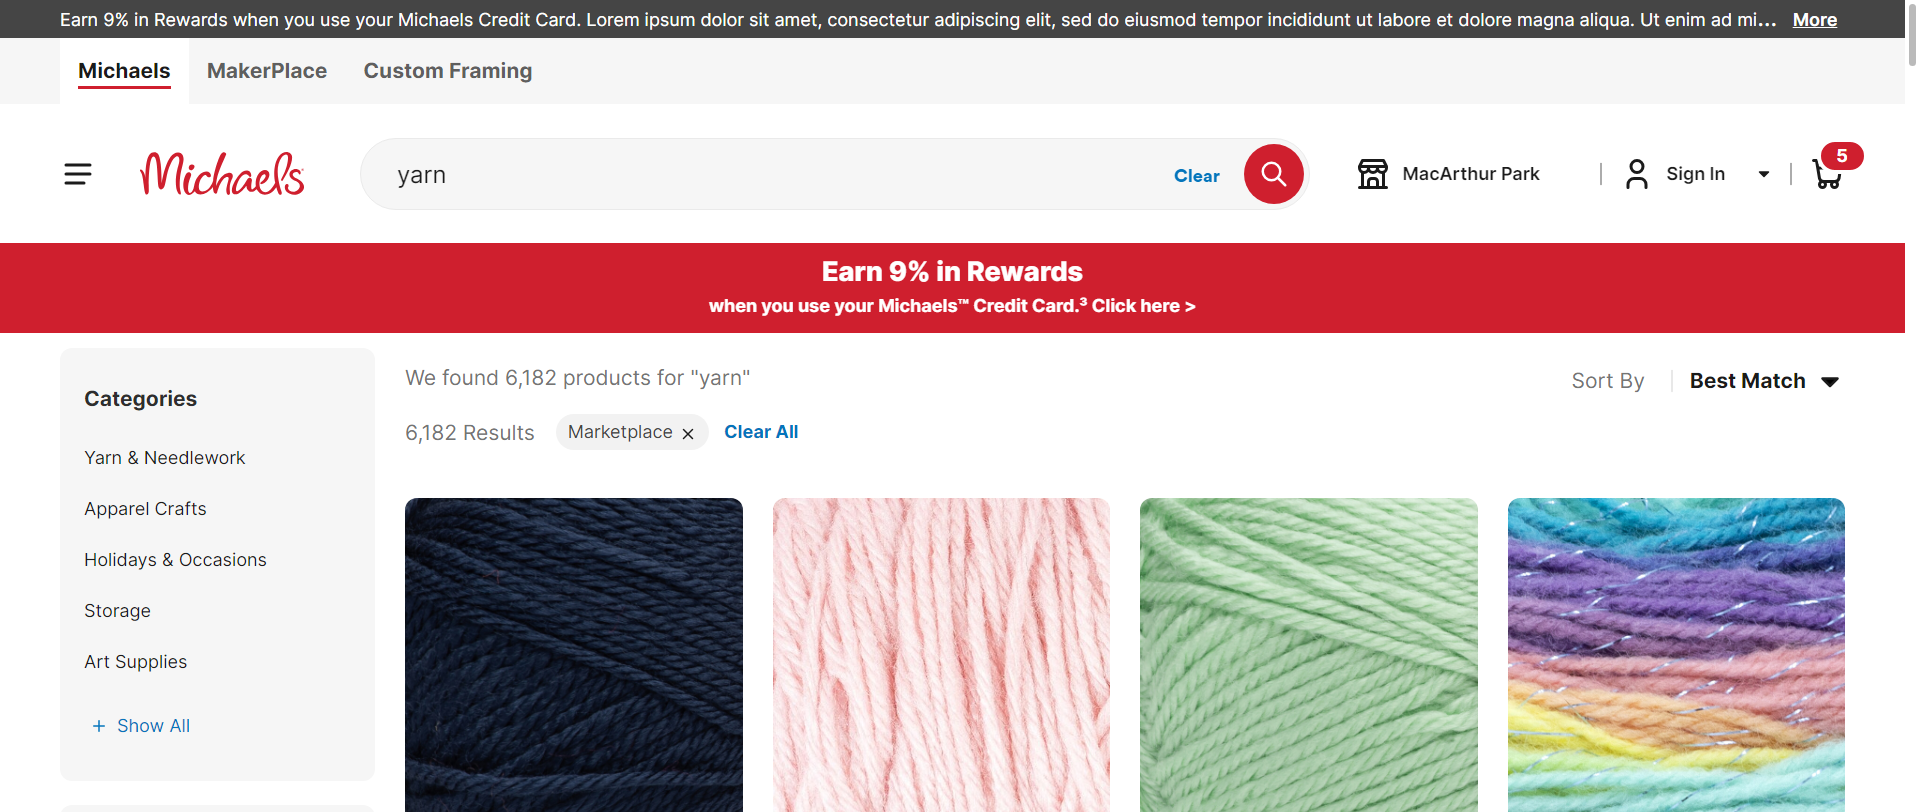 Earn 9% in Rewards when you use your Michaels Credit Card. Lorem ipsum dolor sit amet, consectetur adipiscing elit, sed do eiusmod tempor incididunt ut labore et dolore magna aliqua. Ut enim ad mi... More
Michaels MakerPlace Custom Framing
Michaels yarn Clear MacArthur Park Sign In 5
Earn 9% in Rewards
when you use your Michaels™ Credit Card.³ Click here >
Categories
Yarn & Needlework
Apparel Crafts
Holidays & Occasions
Storage
Art Supplies
+ Show All
We found 6,182 products for "yarn"
Sort By Best Match
6,182 Results Marketplace × Clear All